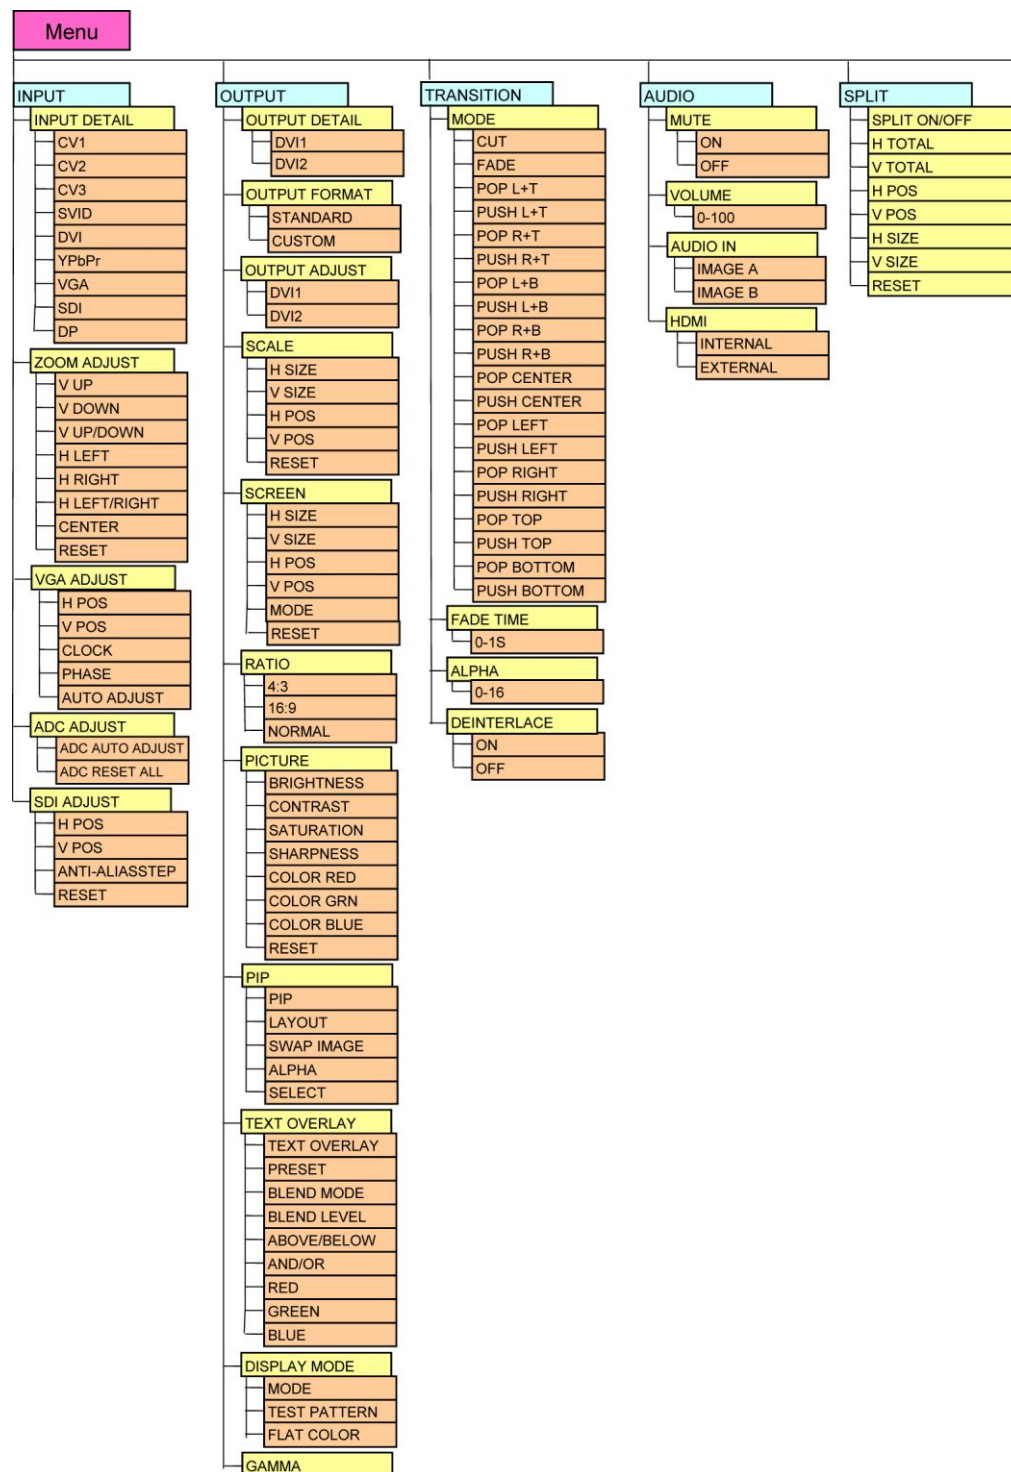 Menu
INPUT
INPUT DETAIL
CV1
CV2
CV3
SVID
DVI
YPbPr
VGA
SDI
DP
ZOOM ADJUST
V UP
V DOWN
V UP/DOWN
H LEFT
H RIGHT
H LEFT/RIGHT
CENTER
RESET
VGA ADJUST
H POS
V POS
CLOCK
PHASE
AUTO ADJUST
ADC ADJUST
ADC AUTO ADJUST
ADC RESET ALL
SDI ADJUST
H POS
V POS
ANTI-ALIASSTEP
RESET
OUTPUT
OUTPUT DETAIL
DVI1
DVI2
OUTPUT FORMAT
STANDARD
CUSTOM
OUTPUT ADJUST
DVI1
DVI2
SCALE
H SIZE
V SIZE
H POS
V POS
RESET
SCREEN
H SIZE
V SIZE
H POS
V POS
MODE
RESET
RATIO
4:3
16:9
NORMAL
PICTURE
BRIGHTNESS
CONTRAST
SATURATION
SHARPNESS
COLOR RED
COLOR GRN
COLOR BLUE
RESET
PIP
PIP
LAYOUT
SWAP IMAGE
ALPHA
SELECT
TEXT OVERLAY
TEXT OVERLAY
PRESET
BLEND MODE
BLEND LEVEL
ABOVE/BELOW
AND/OR
RED
GREEN
BLUE
DISPLAY MODE
MODE
TEST PATTERN
FLAT COLOR
GAMMA
TRANSITION
MODE
CUT
FADE
POP L+T
PUSH L+T
POP R+T
PUSH R+T
POP L+B
PUSH L+B
POP R+B
PUSH R+B
POP CENTER
PUSH CENTER
POP LEFT
PUSH LEFT
POP RIGHT
PUSH RIGHT
POP TOP
PUSH TOP
POP BOTTOM
PUSH BOTTOM
FADE TIME
0-1S
ALPHA
0-16
DEINTERLACE
ON
OFF
AUDIO
MUTE
ON
OFF
VOLUME
0-100
AUDIO IN
IMAGE A
IMAGE B
HDMI
INTERNAL
EXTERNAL
SPLIT
SPLIT ON/OFF
H TOTAL
V TOTAL
H POS
V POS
H SIZE
V SIZE
RESET